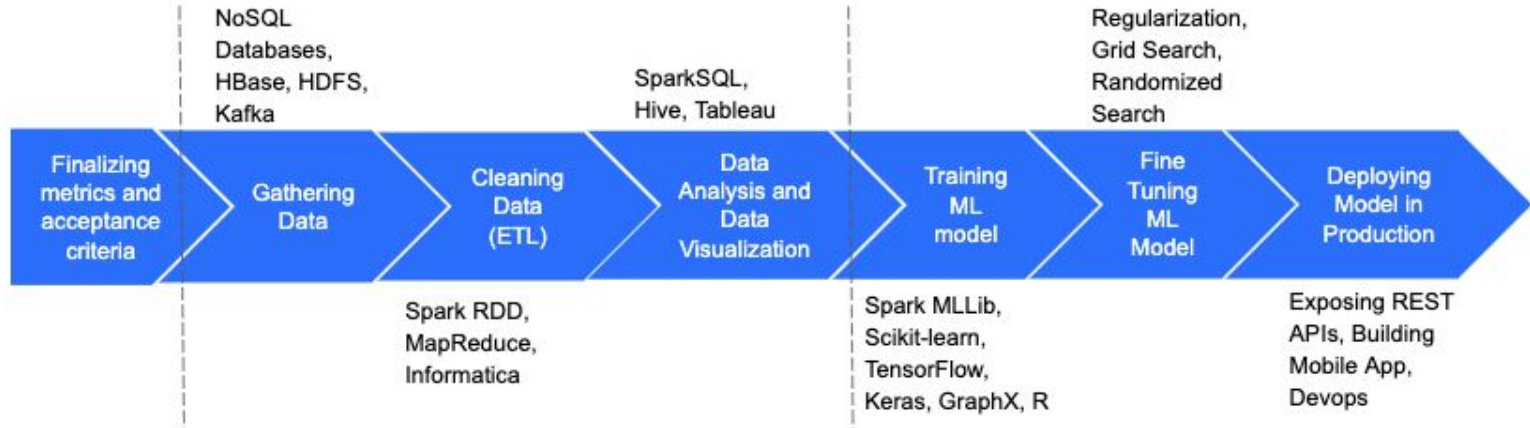 NoSQL
Databases,
HBase, HDFS,
Kafka
SparkSQL,
Hive, Tableau
Regularization,
Grid Search,
Randomized
Search
Finalizing
metrics and
acceptance
criteria
Gathering
Data
Cleaning
Data
(ETL)
Data
Analysis and
Data
Visualization
Training
ML
model
Fine
Tuning
ML
Model
Deploying
Model in
Production
Spark RDD,
MapReduce,
Informatica
Spark MLLib,
Scikit-learn,
TensorFlow,
Keras, GraphX, R
Exposing REST
APIs, Building
Mobile App,
Devops